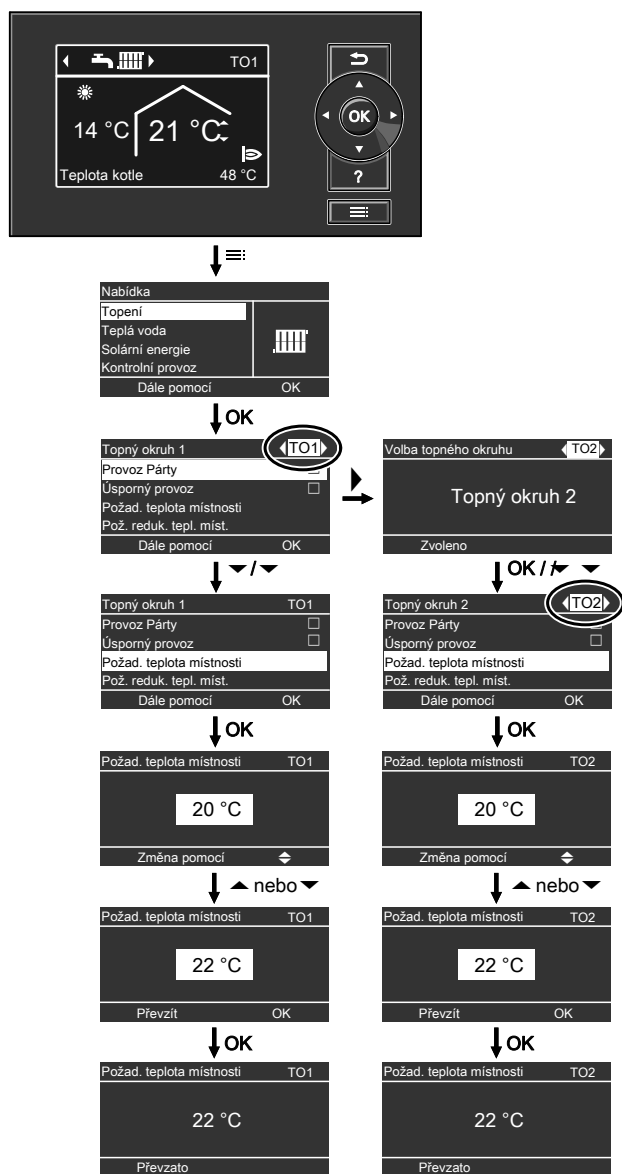 TO1
14 °C 21 °C
Teplota kotle 48 °C
OK
?
Nabídka
Topení
Teplá voda
Solární energie
Kontrolní provoz
Dále pomocí OK
OK
Topný okruh 1 TO1
Provoz Párty
Úsporný provoz
Požad. teplota místnosti
Pož. reduk. tepl. míst.
Dále pomocí OK
Volba topného okruhu TO2
Topný okruh 2
Zvoleno
/
OK / /
Topný okruh 1 TO1
Provoz Párty
Úsporný provoz
Požad. teplota místnosti
Pož. reduk. tepl. míst.
Dále pomocí OK
Topný okruh 2 TO2
Provoz Párty
Úsporný provoz
Požad. teplota místnosti
Pož. reduk. tepl. míst.
Dále pomocí OK
OK
OK
Požad. teplota místnosti TO1
20 °C
Změna pomocí
Požad. teplota místnosti TO2
20 °C
Změna pomocí
nebo
nebo
Požad. teplota místnosti TO1
22 °C
Převzít OK
Požad. teplota místnosti TO2
22 °C
Převzít OK
OK
OK
Požad. teplota místnosti TO1
22 °C
Převzato
Požad. teplota místnosti TO2
22 °C
Převzato